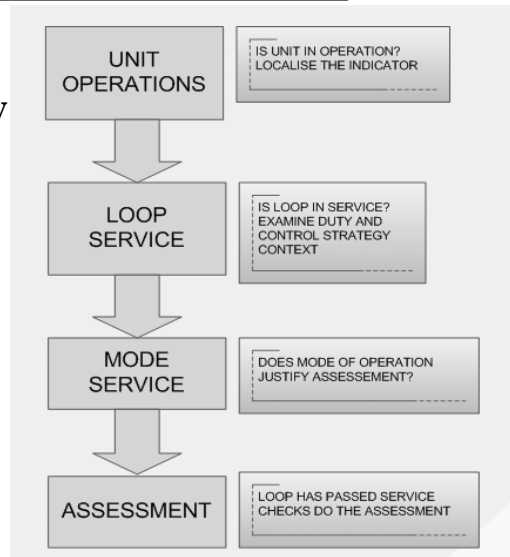 UNIT
OPERATIONS
IS UNIT IN OPERATION?
LOCALISE THE INDICATOR
LOOP
SERVICE
IS LOOP IN SERVICE?
EXAMINE DUTY AND
CONTROL STRATEGY
CONTEXT
MODE
SERVICE
DOES MODE OF OPERATION
JUSTIFY ASSESSEMENT?
ASSESSMENT
LOOP HAS PASSED SERVICE
CHECKS DO THE ASSESSMENT